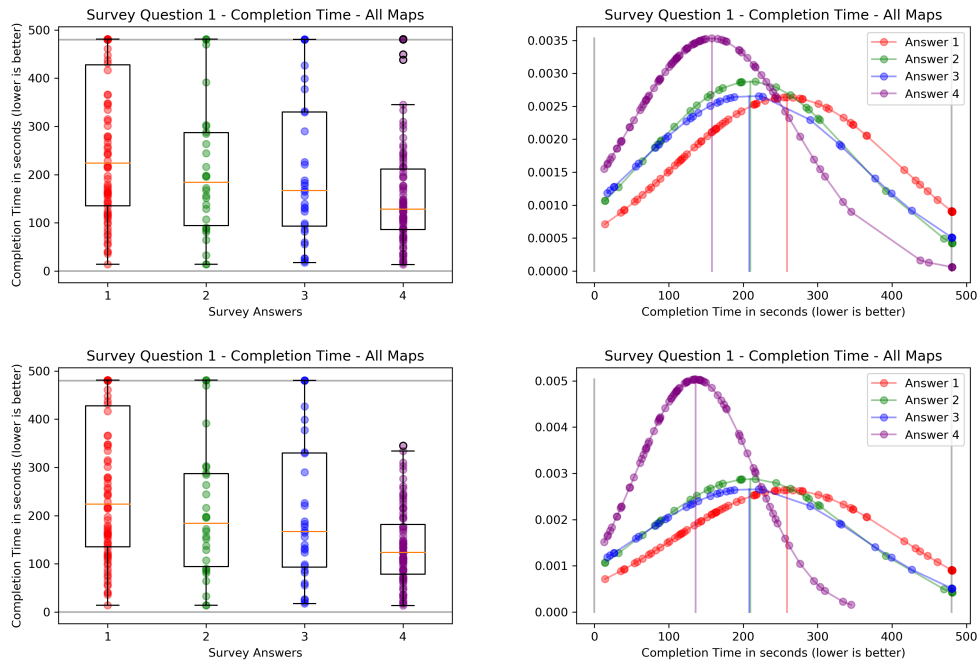 Survey Question 1 - Completion Time - All Maps
Completion Time in seconds (lower is better)
500
400
300
200
100
0
1
2
3
4
Survey Answers
Survey Question 1 - Completion Time - All Maps
0.0035
0.0030
0.0025
0.0020
0.0015
0.0010
0.0005
0.0000
Answer 1
Answer 2
Answer 3
Answer 4
0
100
200
300
400
500
Completion Time in seconds (lower is better)
Survey Question 1 - Completion Time - All Maps
Completion Time in seconds (lower is better)
500
400
300
200
100
0
1
2
3
4
Survey Answers
Survey Question 1 - Completion Time - All Maps
0.005
0.004
0.003
0.002
0.001
0.000
Answer 1
Answer 2
Answer 3
Answer 4
0
100
200
300
400
500
Completion Time in seconds (lower is better)